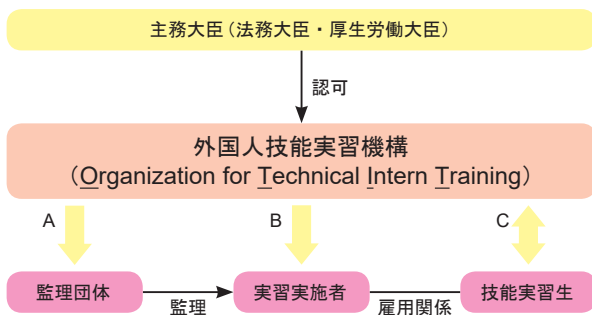 主務大臣（法務大臣・厚生労働大臣）
認可
外国人技能実習機構
（Organization for Technical Intern Training）
A
B
C
監理団体
監理
実習実施者
雇用関係
技能実習生